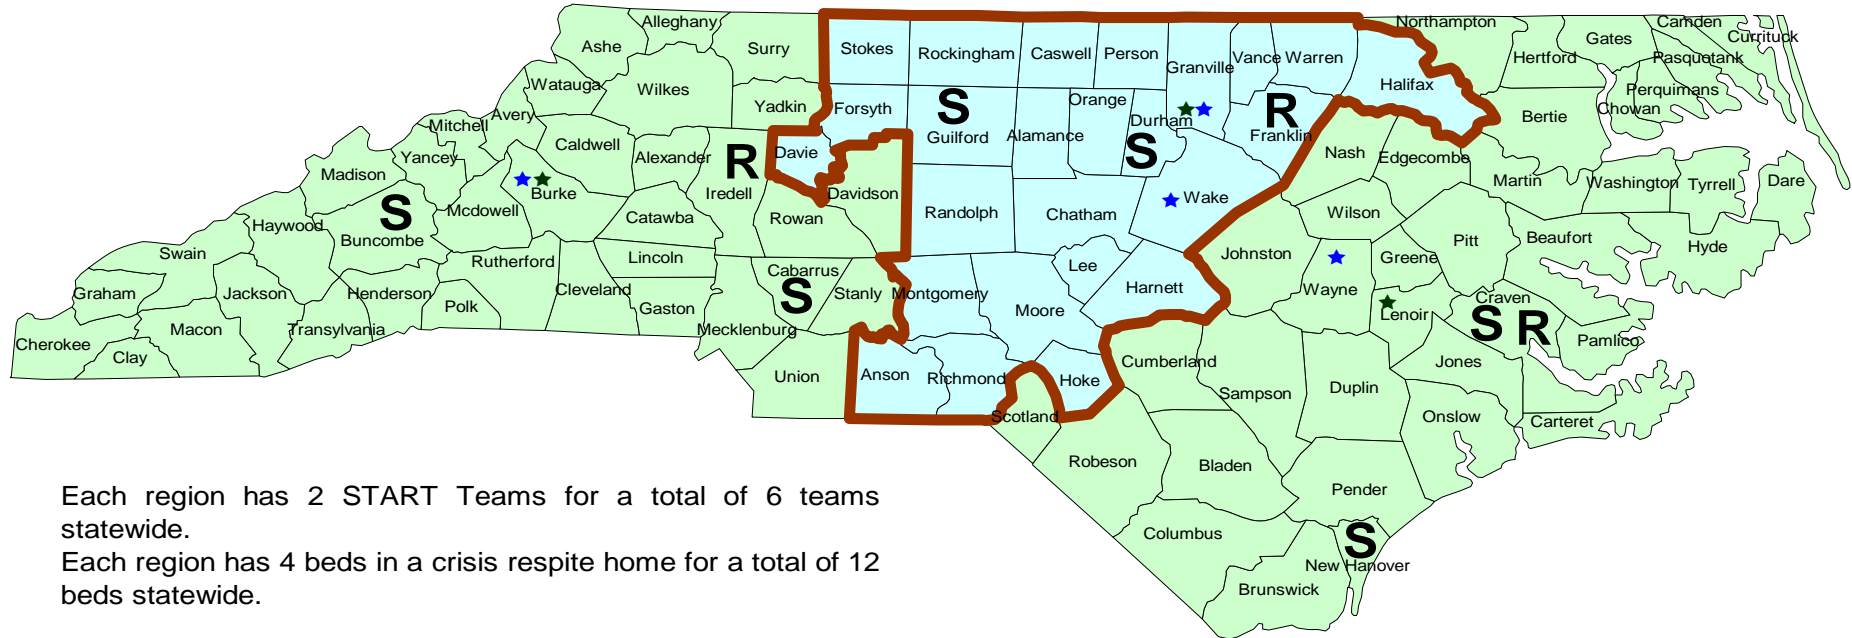 Alleghany
Northampton
Camden
Currituck
Ashe
Surry
Stokes
Rockingham
Caswell
Person
Granville
Vance
Warren
Halifax
Hertford
Gates
Pasquotank
Perquimans
Chowan
Watauga
Wilkes
Yadkin
Forsyth
S
Guilford
Alamance
Orange
Durham
S
R
Franklin
Bertie
Mitchell
Avery
Caldwell
Alexander
R
Iredell
Davie
Davidson
Nash
Edgecombe
Martin
Washington
Tyrrell
Dare
Madison
Yancey
Burke
Mcdowell
S
Buncombe
Haywood
Catawba
Rowan
Randolph
Chatham
Wake
Wilson
Pitt
Beaufort
Hyde
Swain
Rutherford
Lincoln
Cabarrus
S
Stanly
Montgomery
Lee
Moore
Harnett
Johnston
Greene
Wayne
Lenoir
Craven
S R
Pamlico
Graham
Jackson
Henderson
Polk
Cleveland
Gaston
Mecklenburg
Macon
Transylvania
Cherokee
Clay
Union
Anson
Richmond
Hoke
Scotland
Cumberland
Sampson
Duplin
Jones
Onslow
Carteret
Robeson
Bladen
Pender
Columbus
S
New Hanover
Brunswick
Each region has 2 START Teams for a total of 6 teams
statewide.
Each region has 4 beds in a crisis respite home for a total of 12
beds statewide.